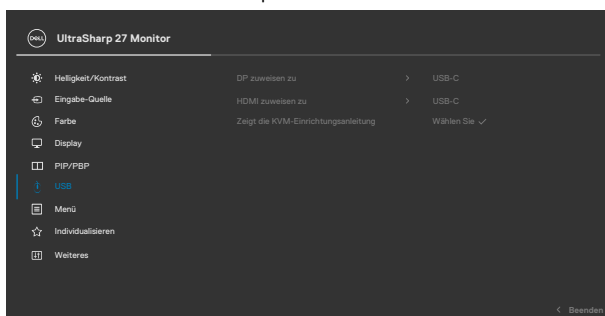 DELL UltraSharp 27 Monitor
Helligkeit/Kontrast DP zuweisen zu > USB-C
Eingabe-Quelle HDMI zuweisen zu > USB-C
Farbe Zeigt die KVM-Einrichtungsanleitung Wählen Sie ✓
Display
PIP/PBP
USB
Menü
Individualisieren
Weiteres
< Beenden